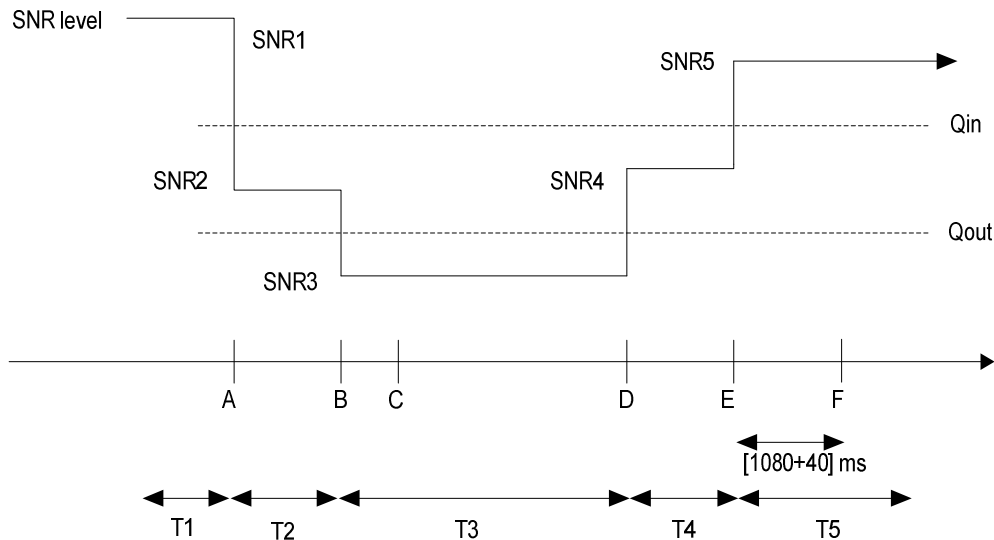 SNR level
SNR1
SNR5
Qin
SNR2
SNR4
Qout
SNR3
A B C D E F
[1080+40] ms
T1 T2 T3 T4 T5